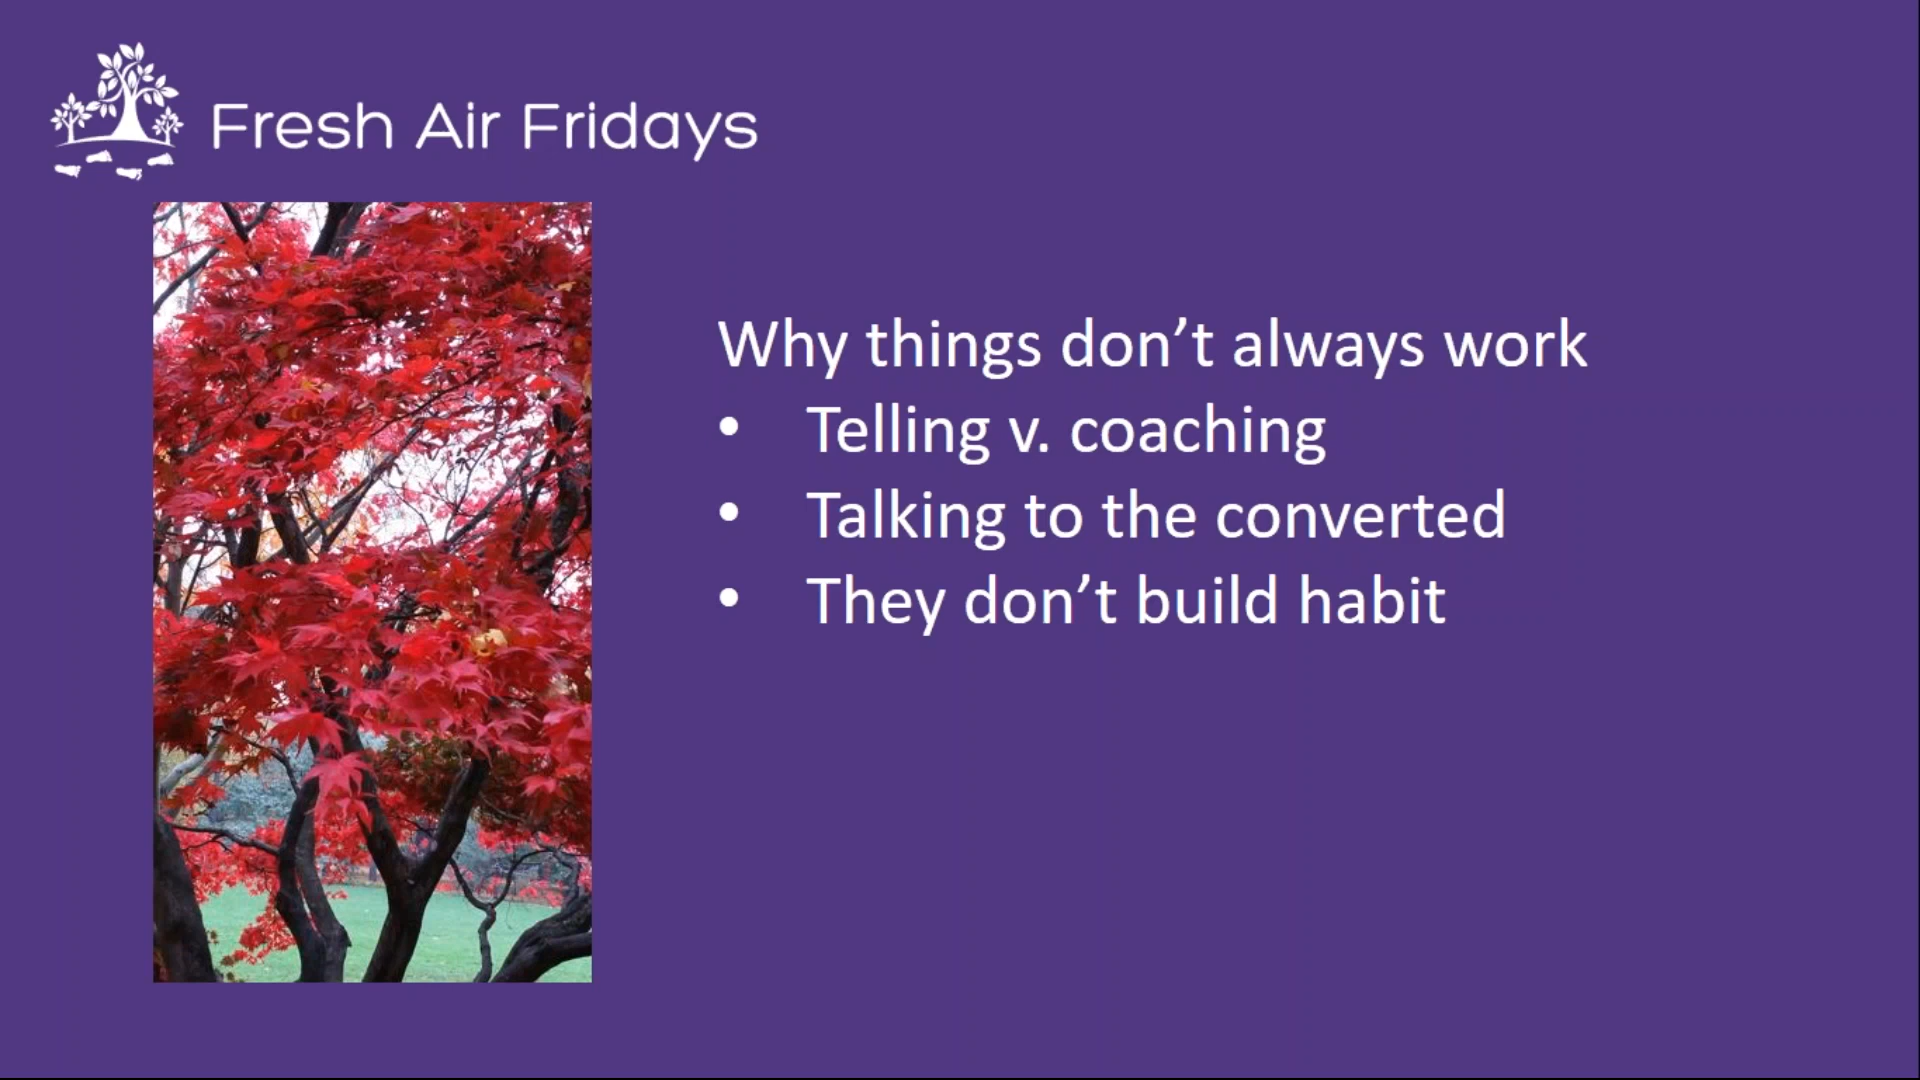 Fresh Air Fridays
Why things don’t always work
• Telling v. coaching
• Talking to the converted
• They don’t build habit